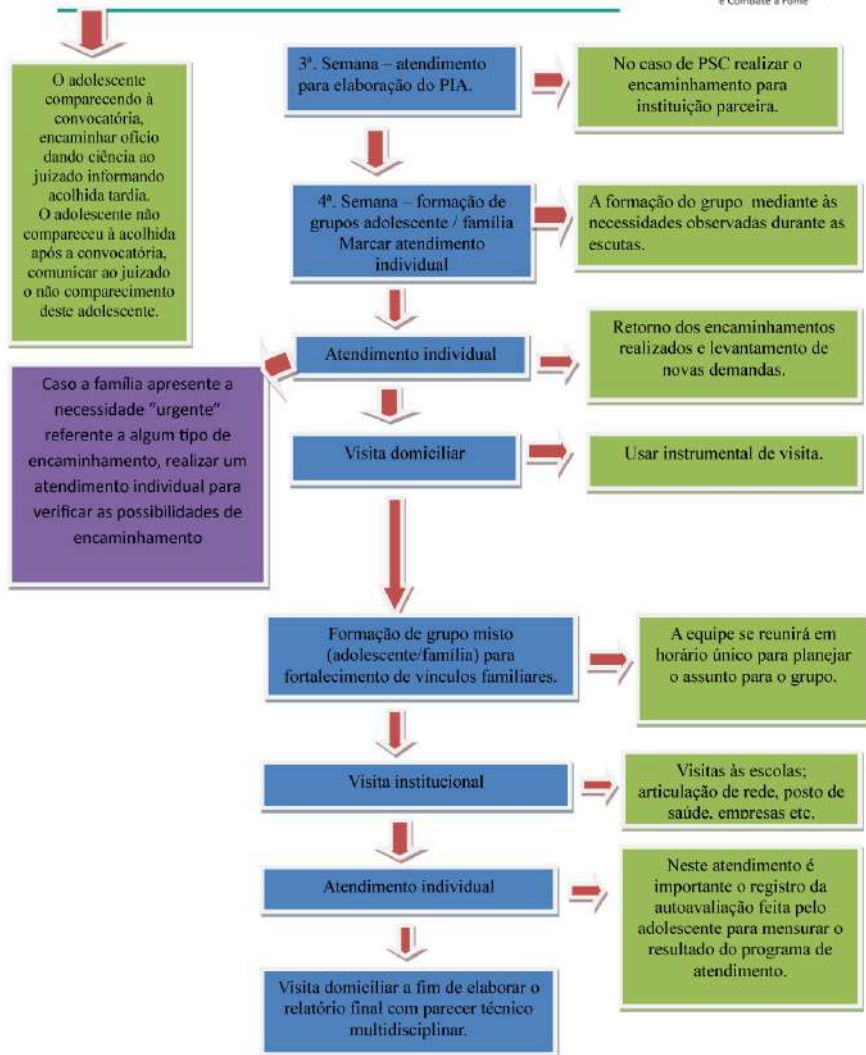 e Combate à Fome
O adolescente
comparecendo à
convocatória,
encaminhar oficio
dando ciência ao
juizado informando
acolhida tardia.
O adolescente não
compareceu à acolhida
após a convocatória,
comunicar ao juizado
o não comparecimento
deste adolescente.
3ª. Semana – atendimento
para elaboração do PIA.
No caso de PSC realizar o
encaminhamento para
instituição parceira.
4ª. Semana – formação de
grupos adolescente / família
Marcar atendimento
individual
A formação do grupo mediante às
necessidades observadas durante as
escutas.
Atendimento individual
Retorno dos encaminhamentos
realizados e levantamento de
novas demandas.
Caso a família apresente a
necessidade "urgente"
referente a algum tipo de
encaminhamento, realizar um
atendimento individual para
verificar as possibilidades de
encaminhamento
Visita domiciliar
Usar instrumental de visita.
Formação de grupo misto
(adolescente/família) para
fortalecimento de vínculos familiares.
A equipe se reunirá em
horário único para planejar
o assunto para o grupo.
Visita institucional
Visitas às escolas;
articulação de rede, posto de
saúde, empresas etc.
Atendimento individual
Neste atendimento é
importante o registro da
autoavaliação feita pelo
adolescente para mensurar o
resultado do programa de
atendimento.
Visita domiciliar a fim de elaborar o
relatório final com parecer técnico
multidisciplinar.